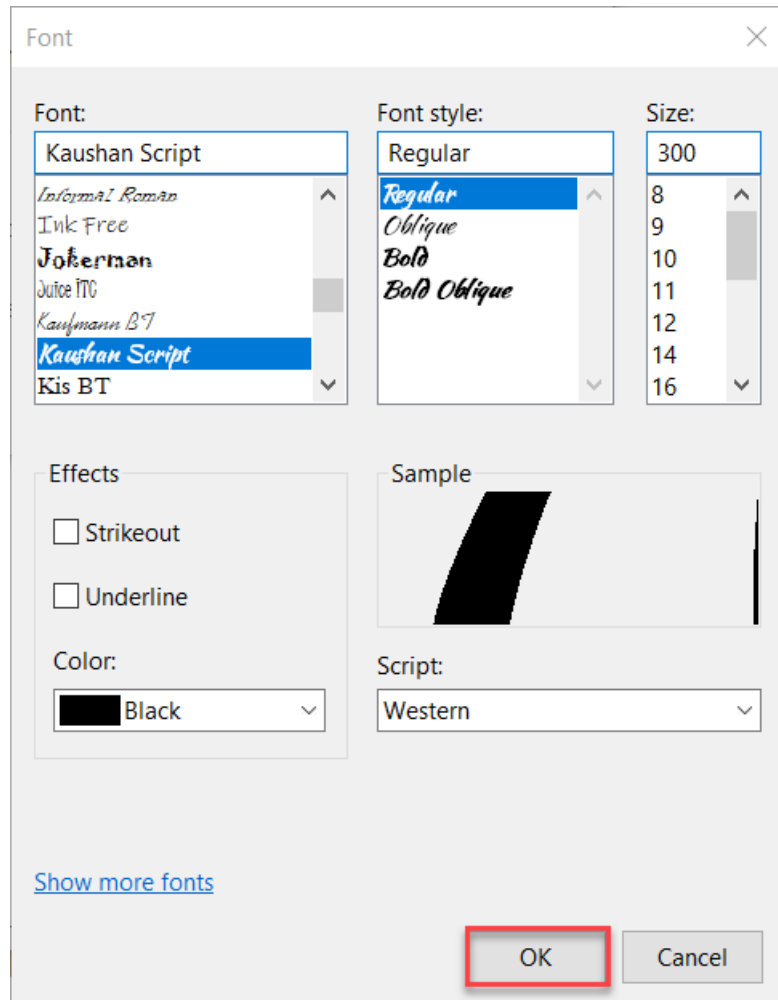 Font
Font:
Font style:
Size:
Kaushan Script
Regular
300
Informal Roman
Ink Free
Jokerman
Juice ITC
Kaufmann BT
Kaushan Script
Kis BT
Regular
Oblique
Bold
Bold Oblique
8
9
10
11
12
14
16
Effects
Strikeout
Underline
Color:
Black
Sample
Script:
Western
Show more fonts
OK
Cancel